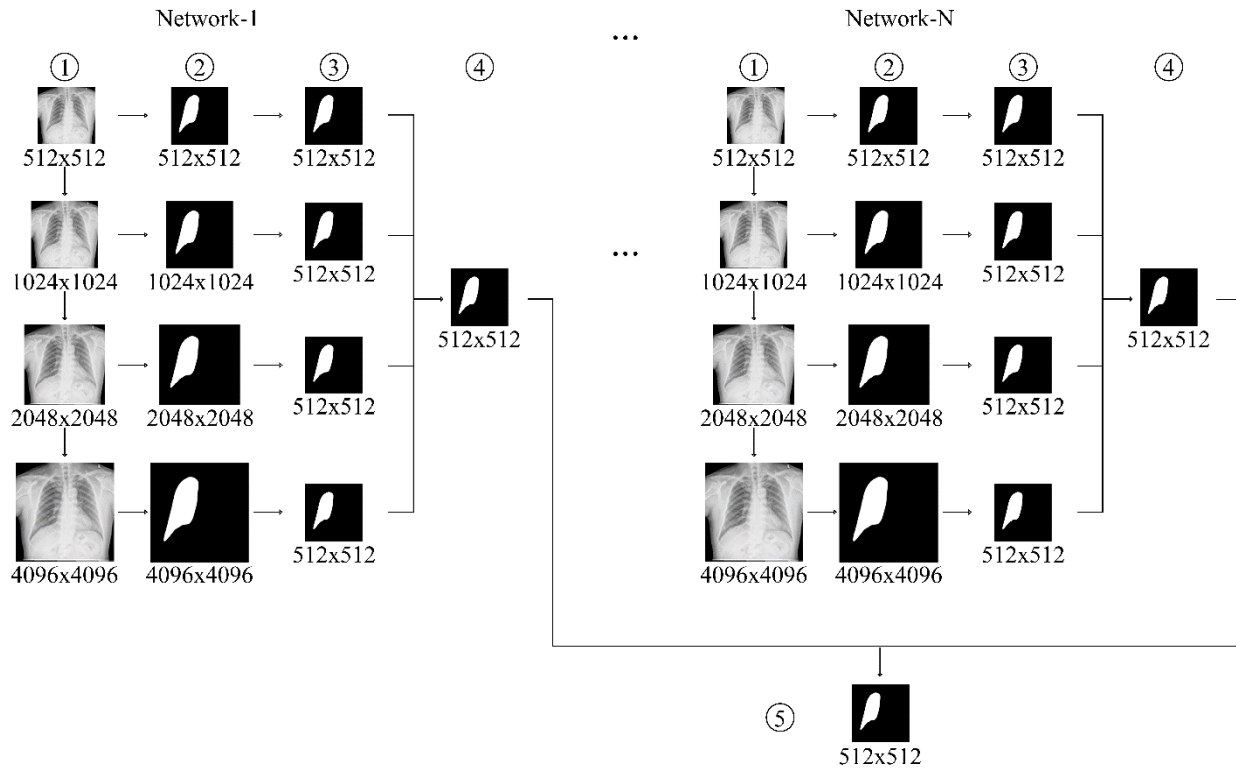 Network-1 ... Network-N
① ② ③ ④ ① ② ③ ④
512x512 512x512 512x512 512x512 512x512 512x512
...
1024x1024 1024x1024 512x512 1024x1024 1024x1024 512x512
512x512 512x512
2048x2048 2048x2048 512x512 2048x2048 2048x2048 512x512
4096x4096 4096x4096 512x512 4096x4096 4096x4096 512x512
⑤
512x512